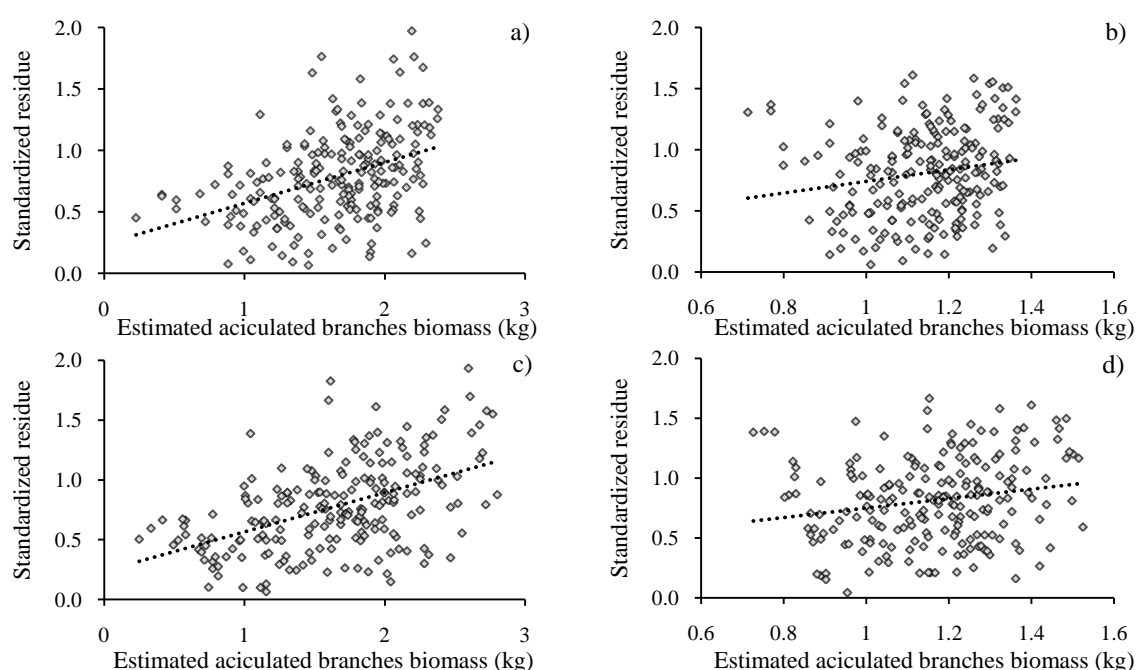 a)
Standardized residue
2.0
1.5
1.0
0.5
0.0
0 1 2 3
Estimated aciculated branches biomass (kg)
b)
Standardized residue
2.0
1.5
1.0
0.5
0.0
0.6 0.8 1 1.2 1.4 1.6
Estimated aciculated branches biomass (kg)
c)
Standardized residue
2.0
1.5
1.0
0.5
0.0
0 1 2 3
Estimated aciculated branches biomass (kg)
d)
Standardized residue
2.0
1.5
1.0
0.5
0.0
0.6 0.8 1 1.2 1.4 1.6
Estimated aciculated branches biomass (kg)